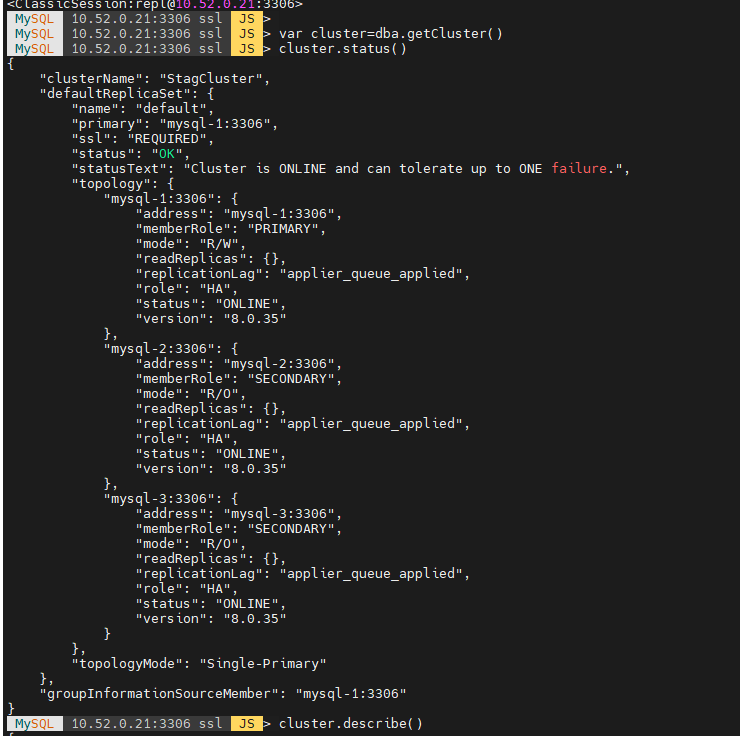 <ClassicSession:repl@10.52.0.21:3306>
MySQL 10.52.0.21:3306 ssl JS >
MySQL 10.52.0.21:3306 ssl JS > var cluster=dba.getCluster()
MySQL 10.52.0.21:3306 ssl JS > cluster.status()
{
    "clusterName": "StagCluster",
    "defaultReplicaSet": {
        "name": "default",
        "primary": "mysql-1:3306",
        "ssl": "REQUIRED",
        "status": "OK",
        "statusText": "Cluster is ONLINE and can tolerate up to ONE failure.",
        "topology": {
            "mysql-1:3306": {
                "address": "mysql-1:3306",
                "memberRole": "PRIMARY",
                "mode": "R/W",
                "readReplicas": {},
                "replicationLag": "applier_queue_applied",
                "role": "HA",
                "status": "ONLINE",
                "version": "8.0.35"
            },
            "mysql-2:3306": {
                "address": "mysql-2:3306",
                "memberRole": "SECONDARY",
                "mode": "R/O",
                "readReplicas": {},
                "replicationLag": "applier_queue_applied",
                "role": "HA",
                "status": "ONLINE",
                "version": "8.0.35"
            },
            "mysql-3:3306": {
                "address": "mysql-3:3306",
                "memberRole": "SECONDARY",
                "mode": "R/O",
                "readReplicas": {},
                "replicationLag": "applier_queue_applied",
                "role": "HA",
                "status": "ONLINE",
                "version": "8.0.35"
            }
        },
        "topologyMode": "Single-Primary"
    },
    "groupInformationSourceMember": "mysql-1:3306"
}
MySQL 10.52.0.21:3306 ssl JS > cluster.describe()
{